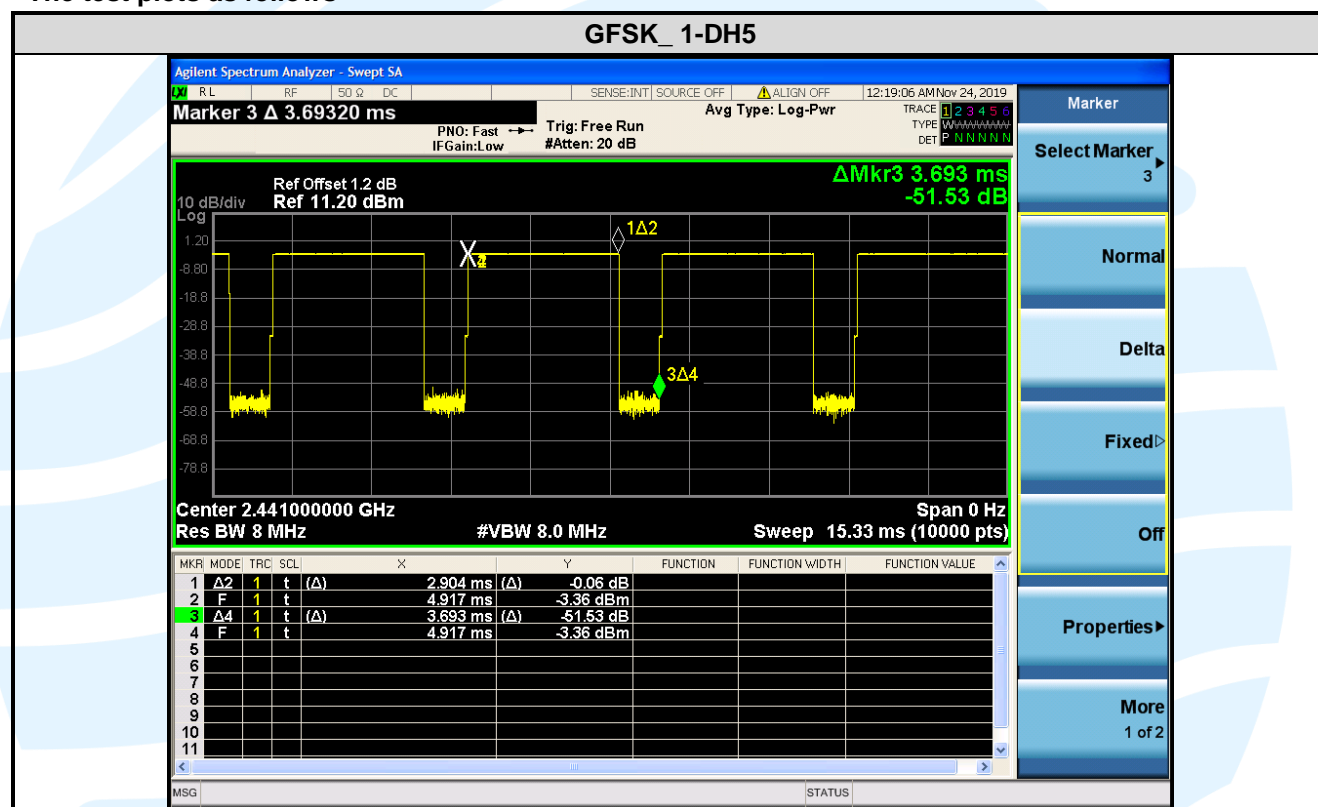 The test plots as follows
GFSK_ 1-DH5
Agilent Spectrum Analyzer - Swept SA
LXI RL RF 50 Ω DC SENSE:INT SOURCE OFF ALIGN OFF 12:19:06 AM Nov 24, 2019
Marker 3 Δ 3.69320 ms
PNO: Fast
IFGain:Low
Trig: Free Run
#Atten: 20 dB
Avg Type: Log-Pwr
TRACE 1 2 3 4 5 6
TYPE WWWWWW
DET P N N N N N
ΔMkr3 3.693 ms
-51.53 dB
Ref Offset 1.2 dB
10 dB/div Ref 11.20 dBm
Log
1.20
-8.80
-18.8
-28.8
-38.8
-48.8
-58.8
-68.8
-78.8
1Δ2
3Δ4
Center 2.441000000 GHz Span 0 Hz
Res BW 8 MHz #VBW 8.0 MHz Sweep 15.33 ms (10000 pts)
MKR MODE TRC SCL X Y FUNCTION FUNCTION WIDTH FUNCTION VALUE
1 Δ2 1 t (Δ) 2.904 ms (Δ) -0.06 dB
2 F 1 t 4.917 ms -3.36 dBm
3 Δ4 1 t (Δ) 3.693 ms (Δ) -51.53 dB
4 F 1 t 4.917 ms -3.36 dBm
5
6
7
8
9
10
11
MSG STATUS
Marker
Select Marker
3
Normal
Delta
Fixed
Off
Properties
More
1 of 2